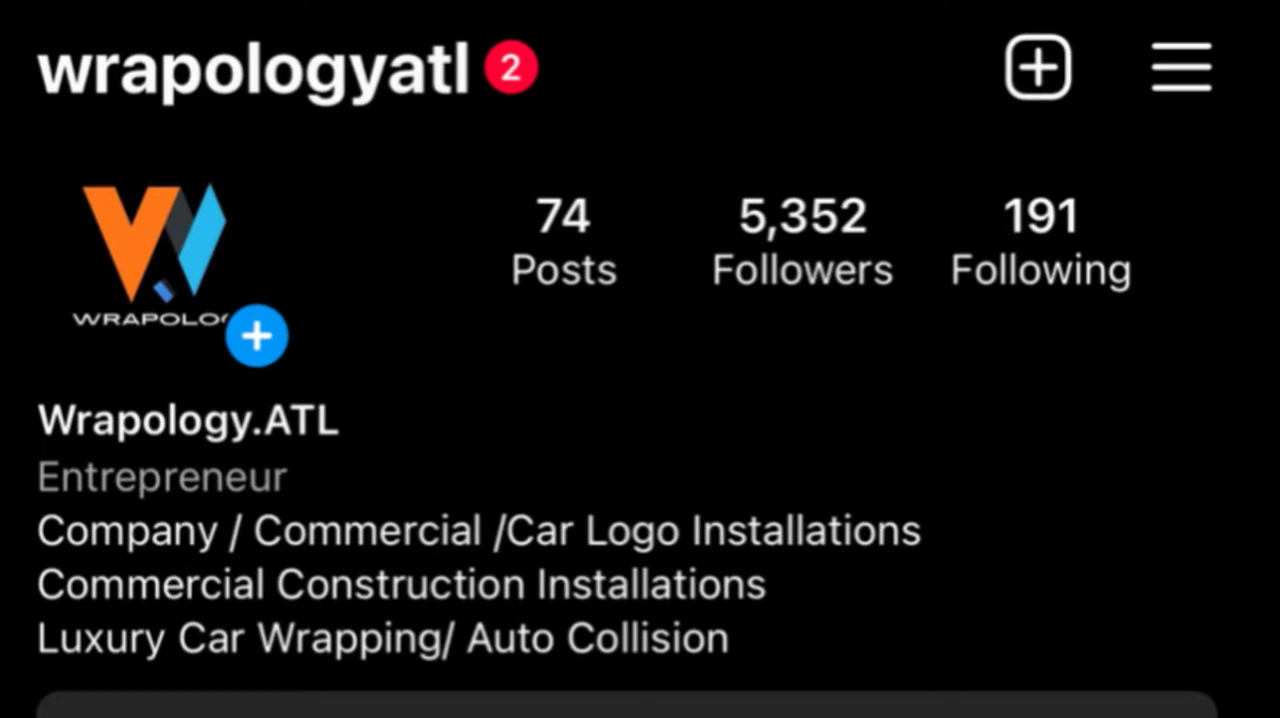 wrapologyatl 2
74 5,352 191
Posts Followers Following
WRAPOLO
Wrapology.ATL
Entrepreneur
Company / Commercial /Car Logo Installations
Commercial Construction Installations
Luxury Car Wrapping/ Auto Collision